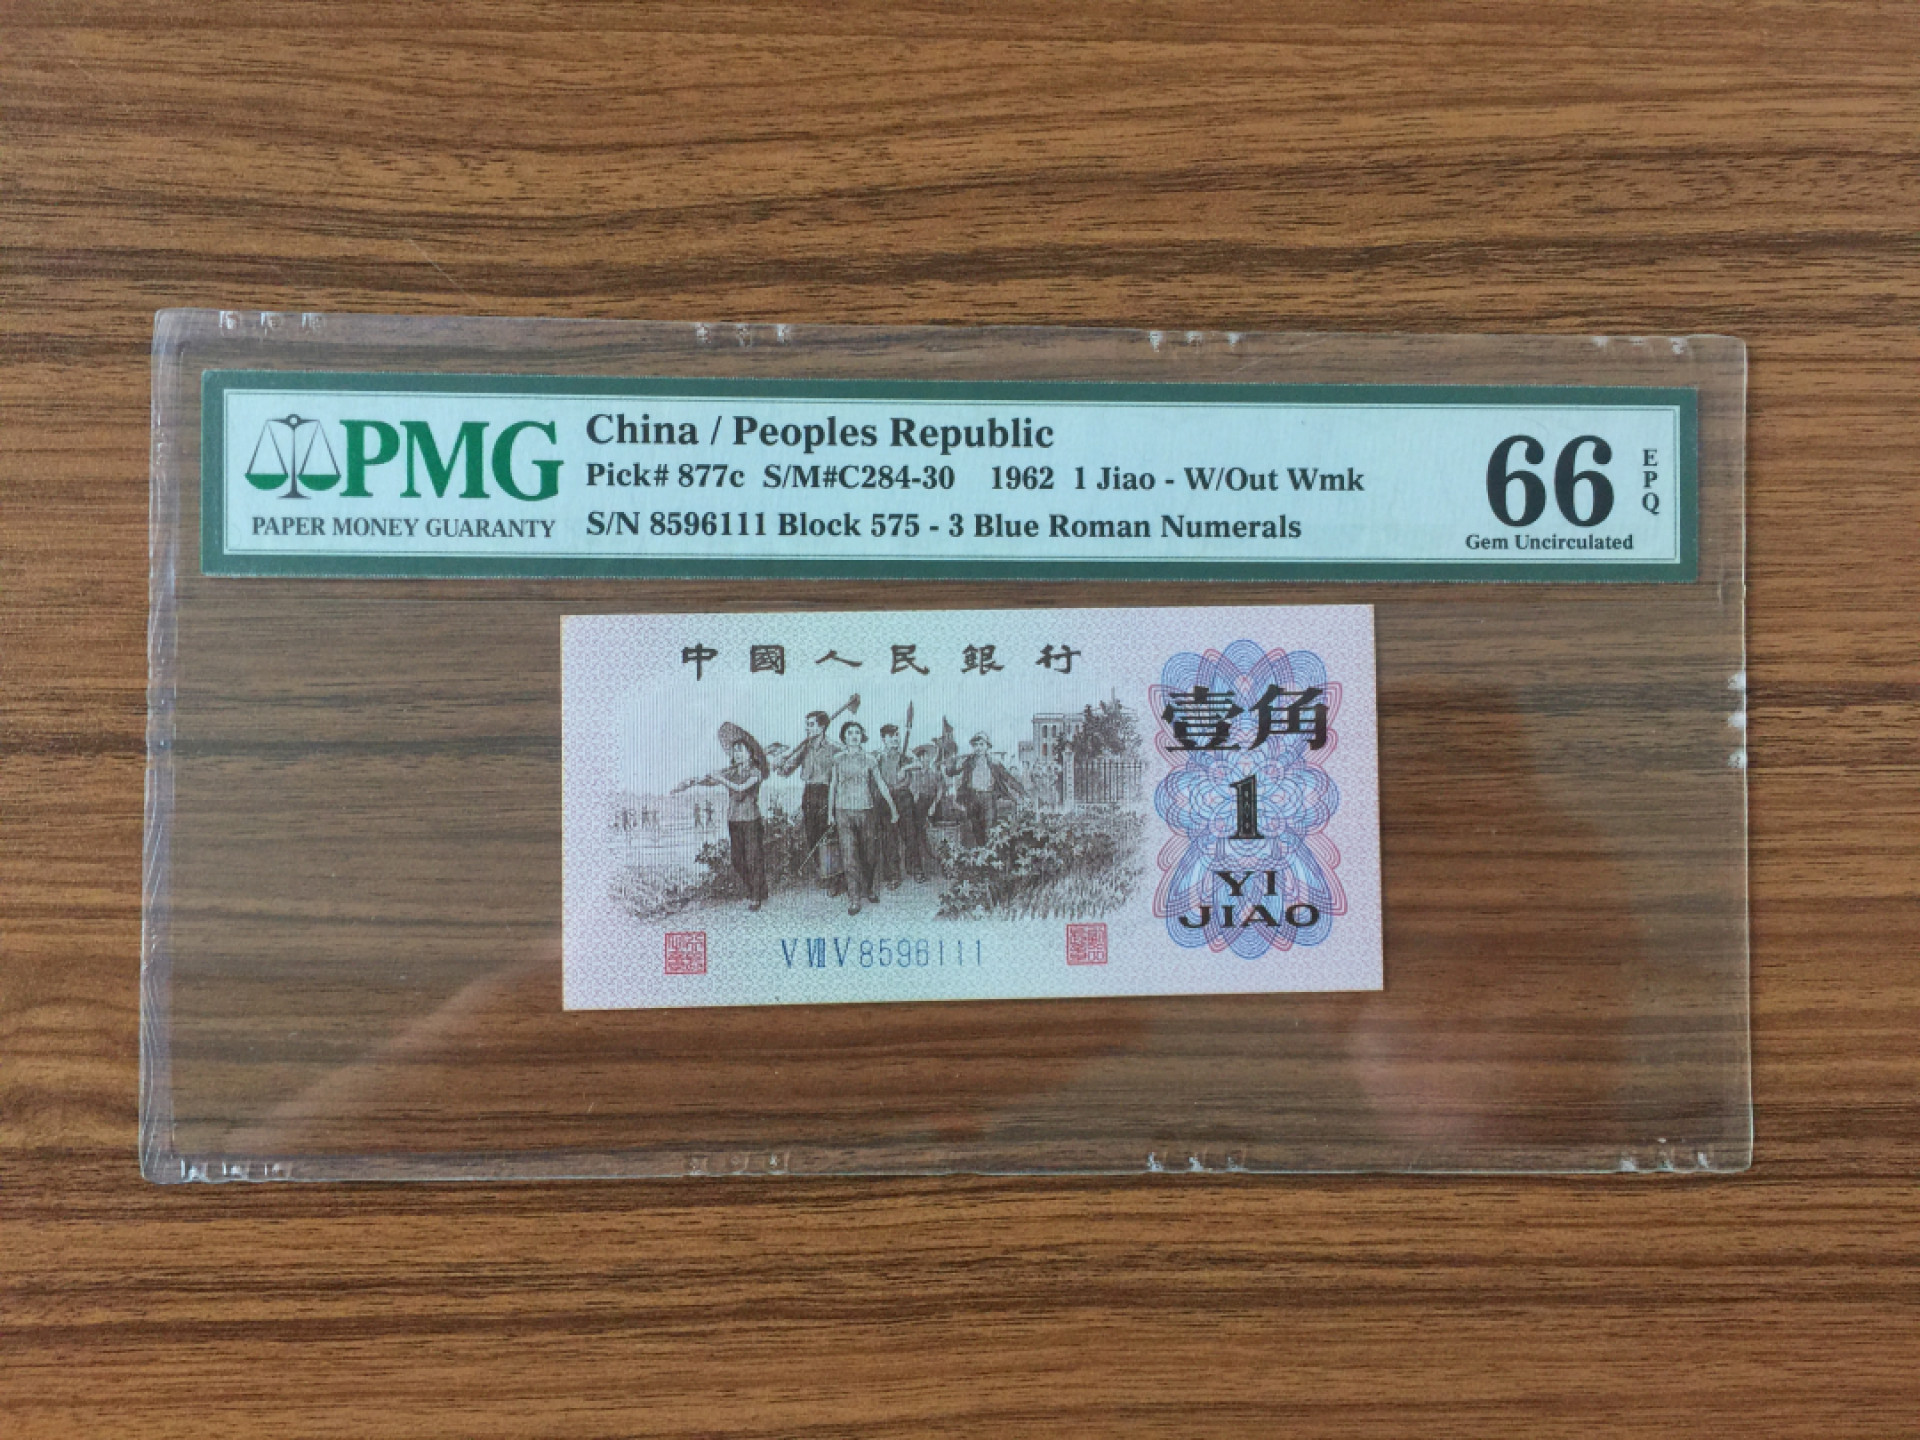 PMG
PAPER MONEY GUARANTY
China / Peoples Republic
Pick# 877c S/M#C284-30 1962 1 Jiao - W/Out Wmk
S/N 8596111 Block 575 - 3 Blue Roman Numerals
66
EPQ
Gem Uncirculated
中國人民銀行
壹角
1
YI
JIAO
V VII V 8596111